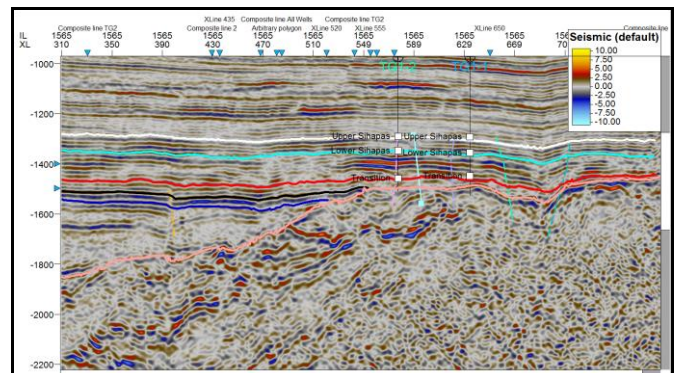 XLine 435 Composite line All Wells Composite line TG2
Composite line TG2 Composite line 2 Arbitrary polygon XLine 520 XLine 555 XLine 650 Composite line
IL 1565 1565 1565 1565 1565 1565 1565 1565 1565 1565
XL 310 350 390 430 470 510 549 589 629 669
Seismic (default)
10.00
7.50
5.00
2.50
0.00
-2.50
-5.00
-7.50
-10.00
-1000
-1200
Upper Sihapas Upper Sihapas
Lower Sihapas Lower Sihapas
-1400
Transition Transition
-1600
-1800
-2000
-2200